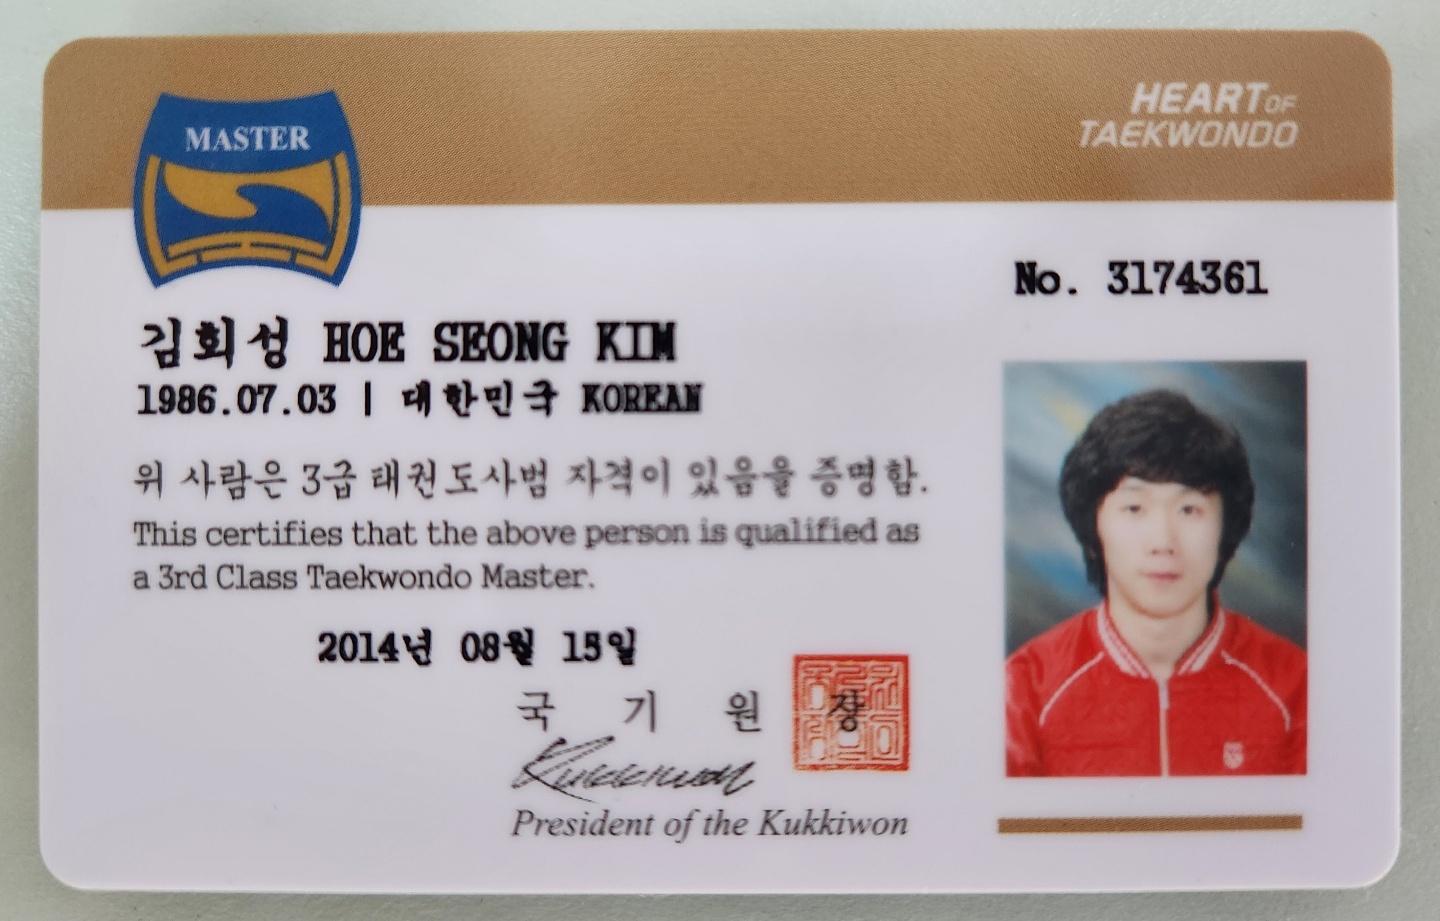 MASTER
HEART OF
TAEKWONDO
No. 3174361
김회성 HOE SEONG KIM
1986.07.03 | 대한민국 KOREAN
위 사람은 3급 태권도사범 자격이 있음을 증명함.
This certifies that the above person is qualified as
a 3rd Class Taekwondo Master.
2014년 08월 15일
국 기 원 장
Kukkiwon
President of the Kukkiwon